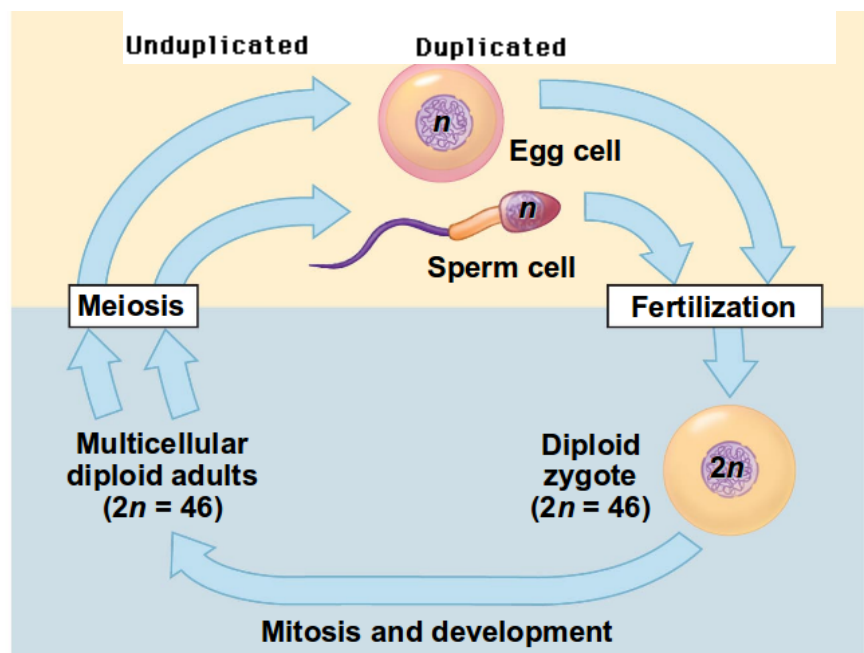 Unduplicated Duplicated
n
Egg cell
n
Sperm cell
Meiosis
Fertilization
Multicellular
diploid adults
(2n = 46)
Diploid
zygote
(2n = 46)
2n
Mitosis and development